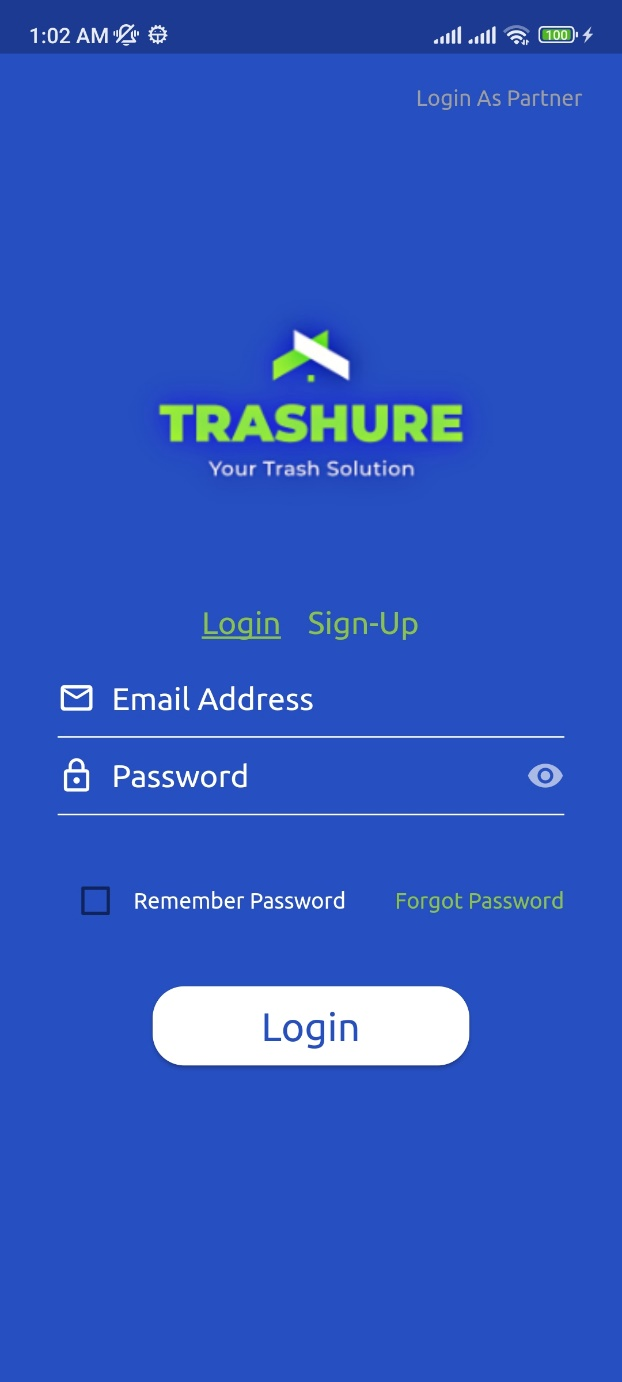 1:02 AM 100
Login As Partner
TRASHURE
Your Trash Solution
Login Sign-Up
Email Address
Password
Remember Password Forgot Password
Login